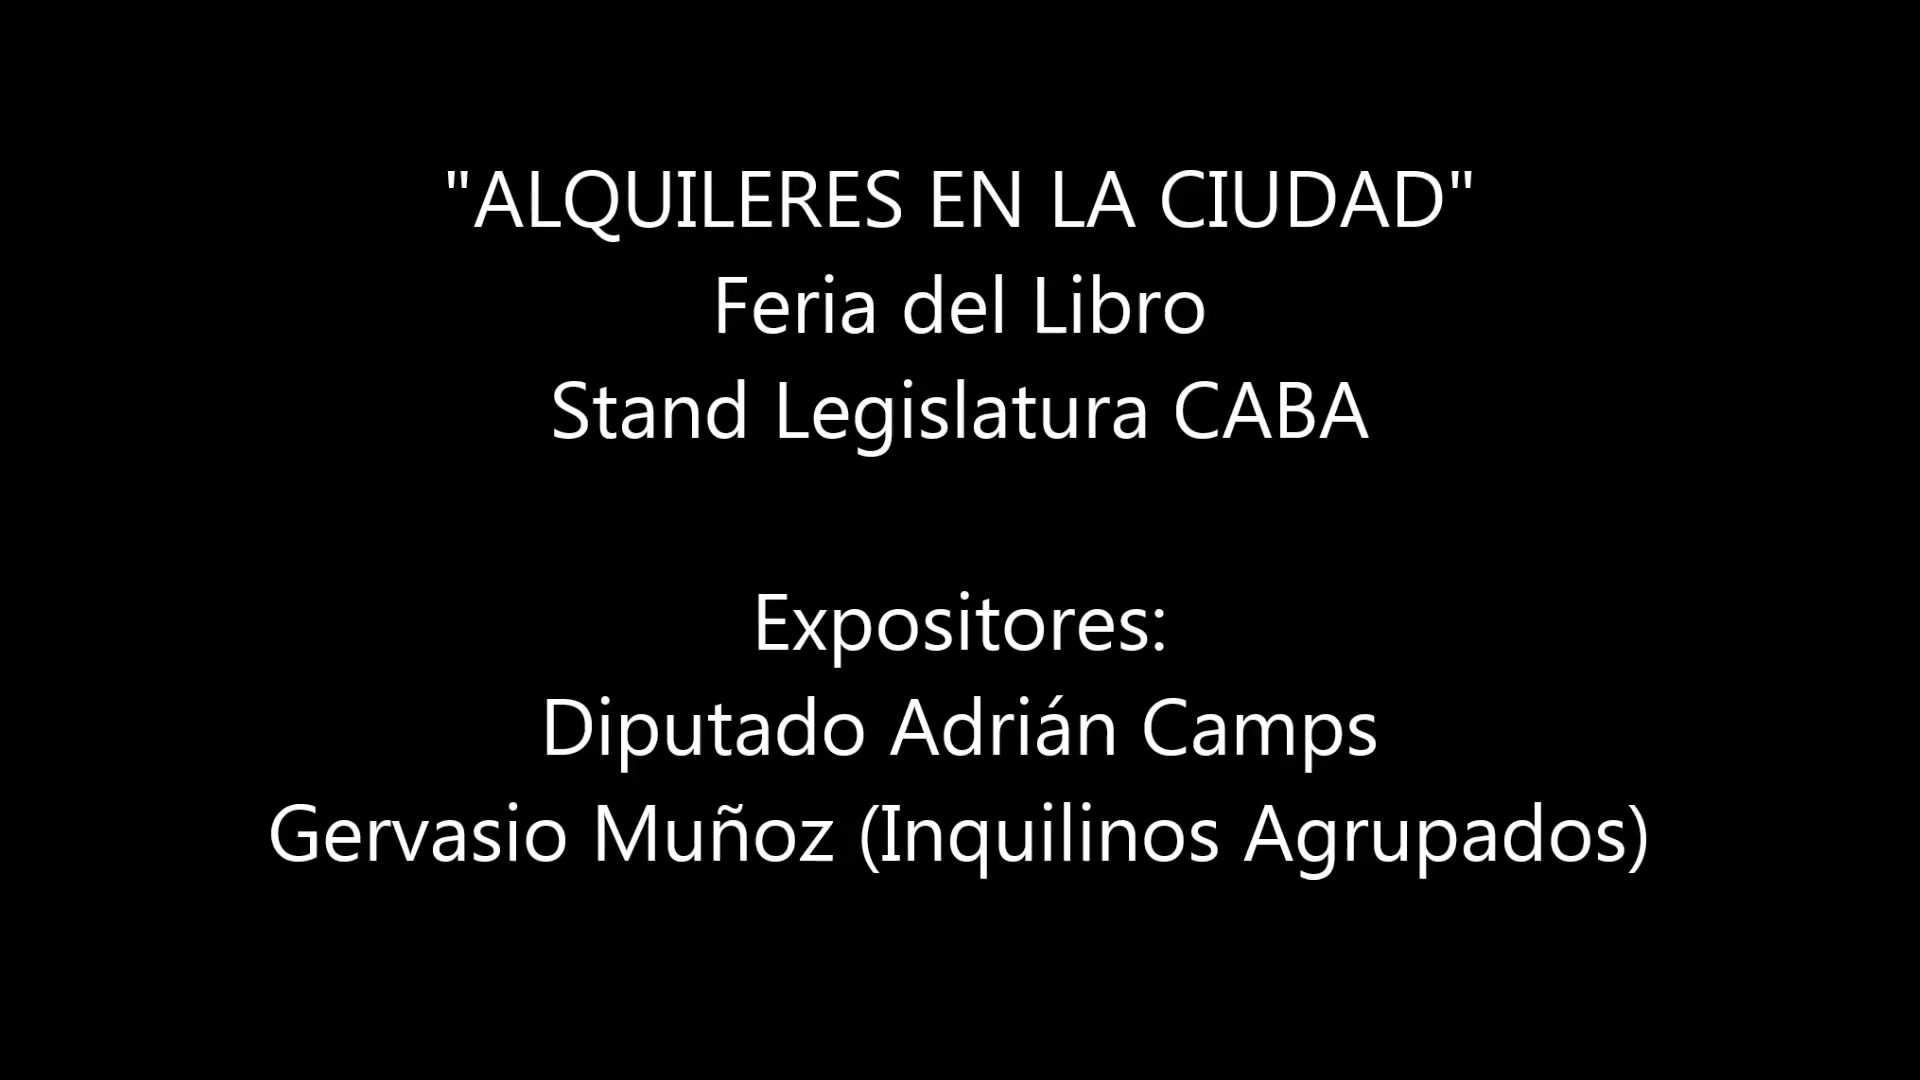 "ALQUILERES EN LA CIUDAD"
Feria del Libro
Stand Legislatura CABA
Expositores:
Diputado Adrián Camps
Gervasio Muñoz (Inquilinos Agrupados)